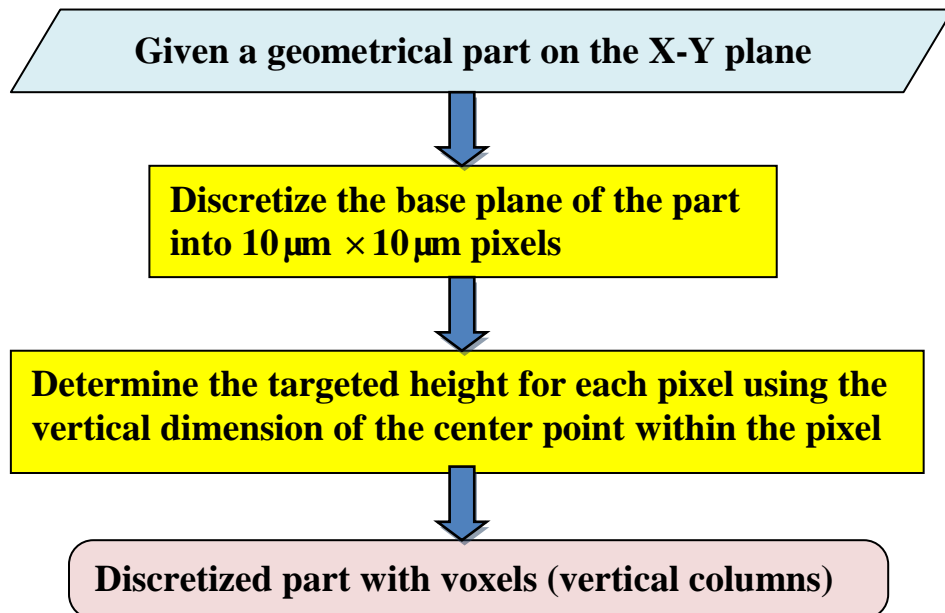 Given a geometrical part on the X-Y plane
Discretize the base plane of the part
into 10 μm × 10 μm pixels
Determine the targeted height for each pixel using the
vertical dimension of the center point within the pixel
Discretized part with voxels (vertical columns)